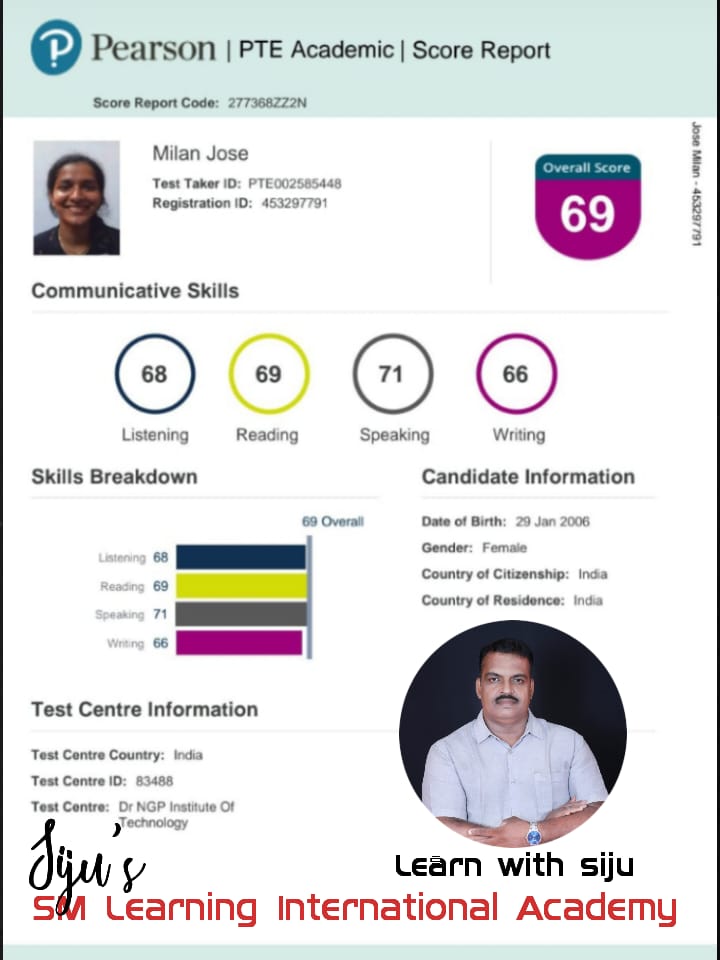 Pearson | PTE Academic | Score Report
Score Report Code: 277368ZZ2N
Jose Milan - 453297791
Milan Jose
Test Taker ID: PTE002585448
Registration ID: 453297791
Overall Score
69
Communicative Skills
68 69 71 66
Listening Reading Speaking Writing
Skills Breakdown
69 Overall
Listening 68
Reading 69
Speaking 71
Writing 66
Candidate Information
Date of Birth: 29 Jan 2006
Gender: Female
Country of Citizenship: India
Country of Residence: India
Test Centre Information
Test Centre Country: India
Test Centre ID: 83488
Test Centre: Dr NGP Institute Of
Technology
Siju's
Learn with siju
SM Learning International Academy